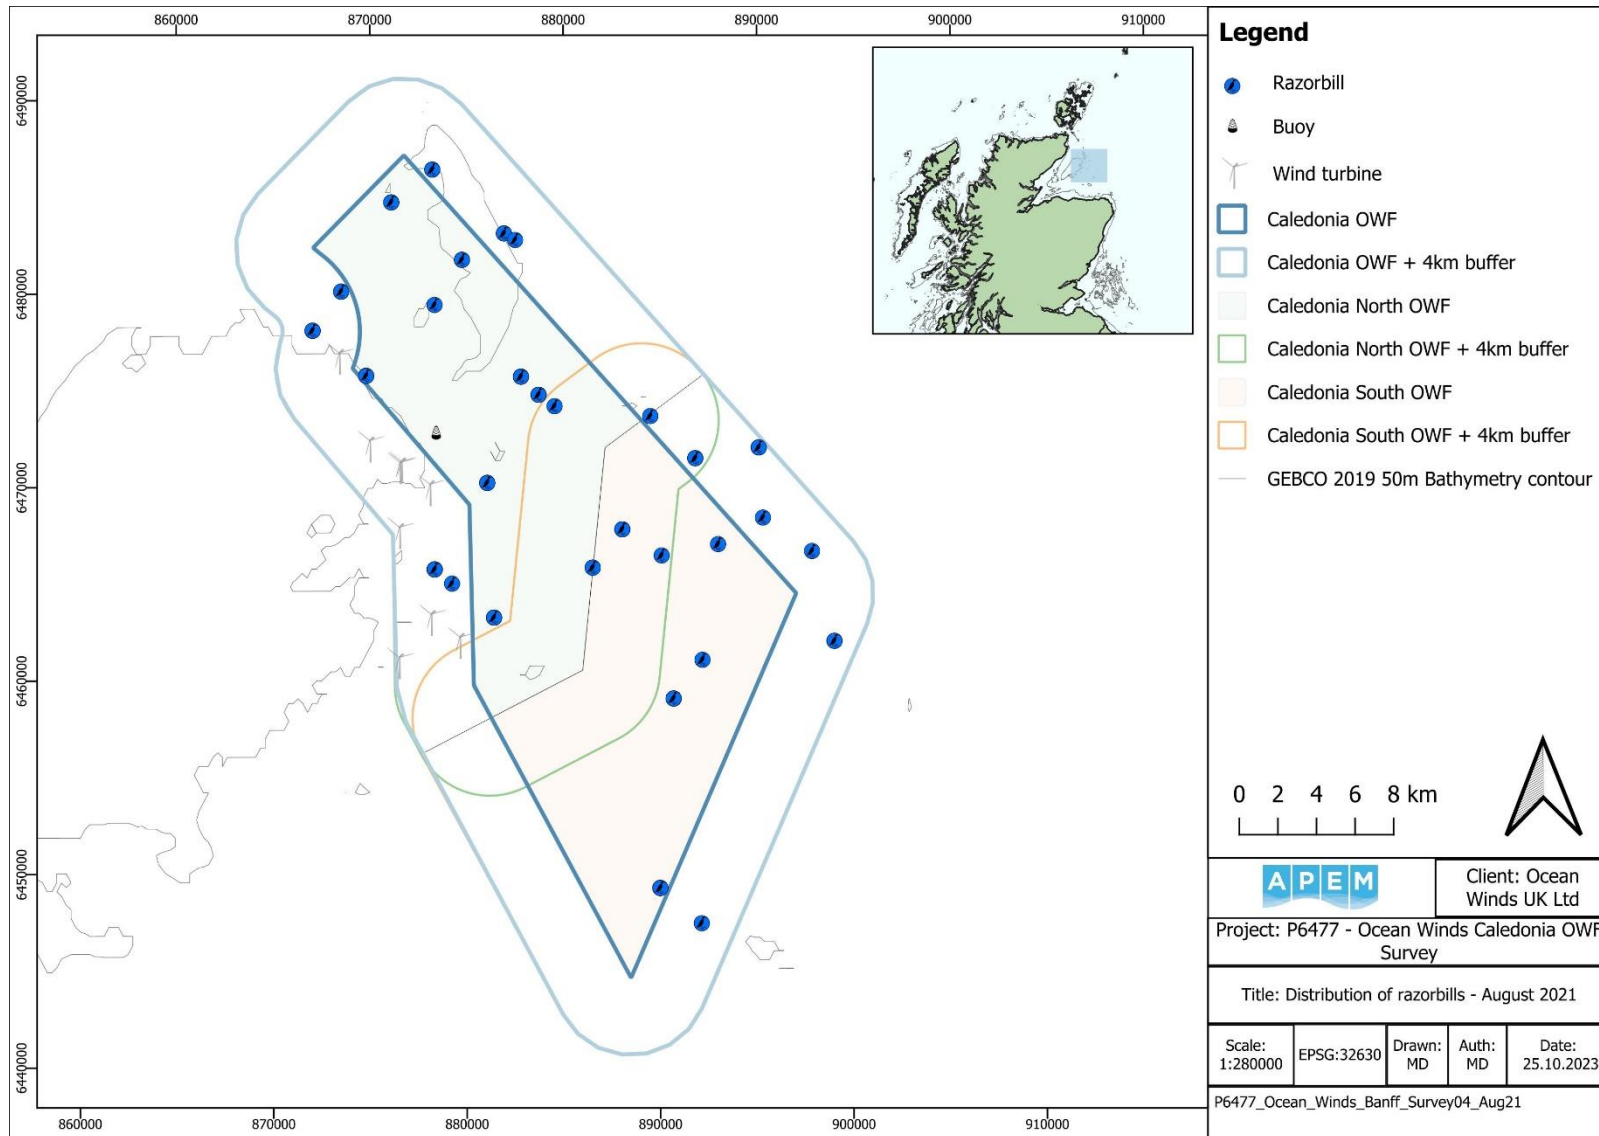 860000
870000
880000
890000
900000
910000
6490000
6480000
6470000
6460000
6450000
6440000
860000
870000
880000
890000
900000
910000
Legend
Razorbill
Buoy
Wind turbine
Caledonia OWF
Caledonia OWF + 4km buffer
Caledonia North OWF
Caledonia North OWF + 4km buffer
Caledonia South OWF
Caledonia South OWF + 4km buffer
GEBCO 2019 50m Bathymetry contour
0 2 4 6 8 km
APEM
Client: Ocean
Winds UK Ltd
Project: P6477 - Ocean Winds Caledonia OWF
Survey
Title: Distribution of razorbills - August 2021
Scale:
1:280000
EPSG:32630
Drawn:
MD
Auth:
MD
Date:
25.10.2023
P6477_Ocean_Winds_Banff_Survey04_Aug21